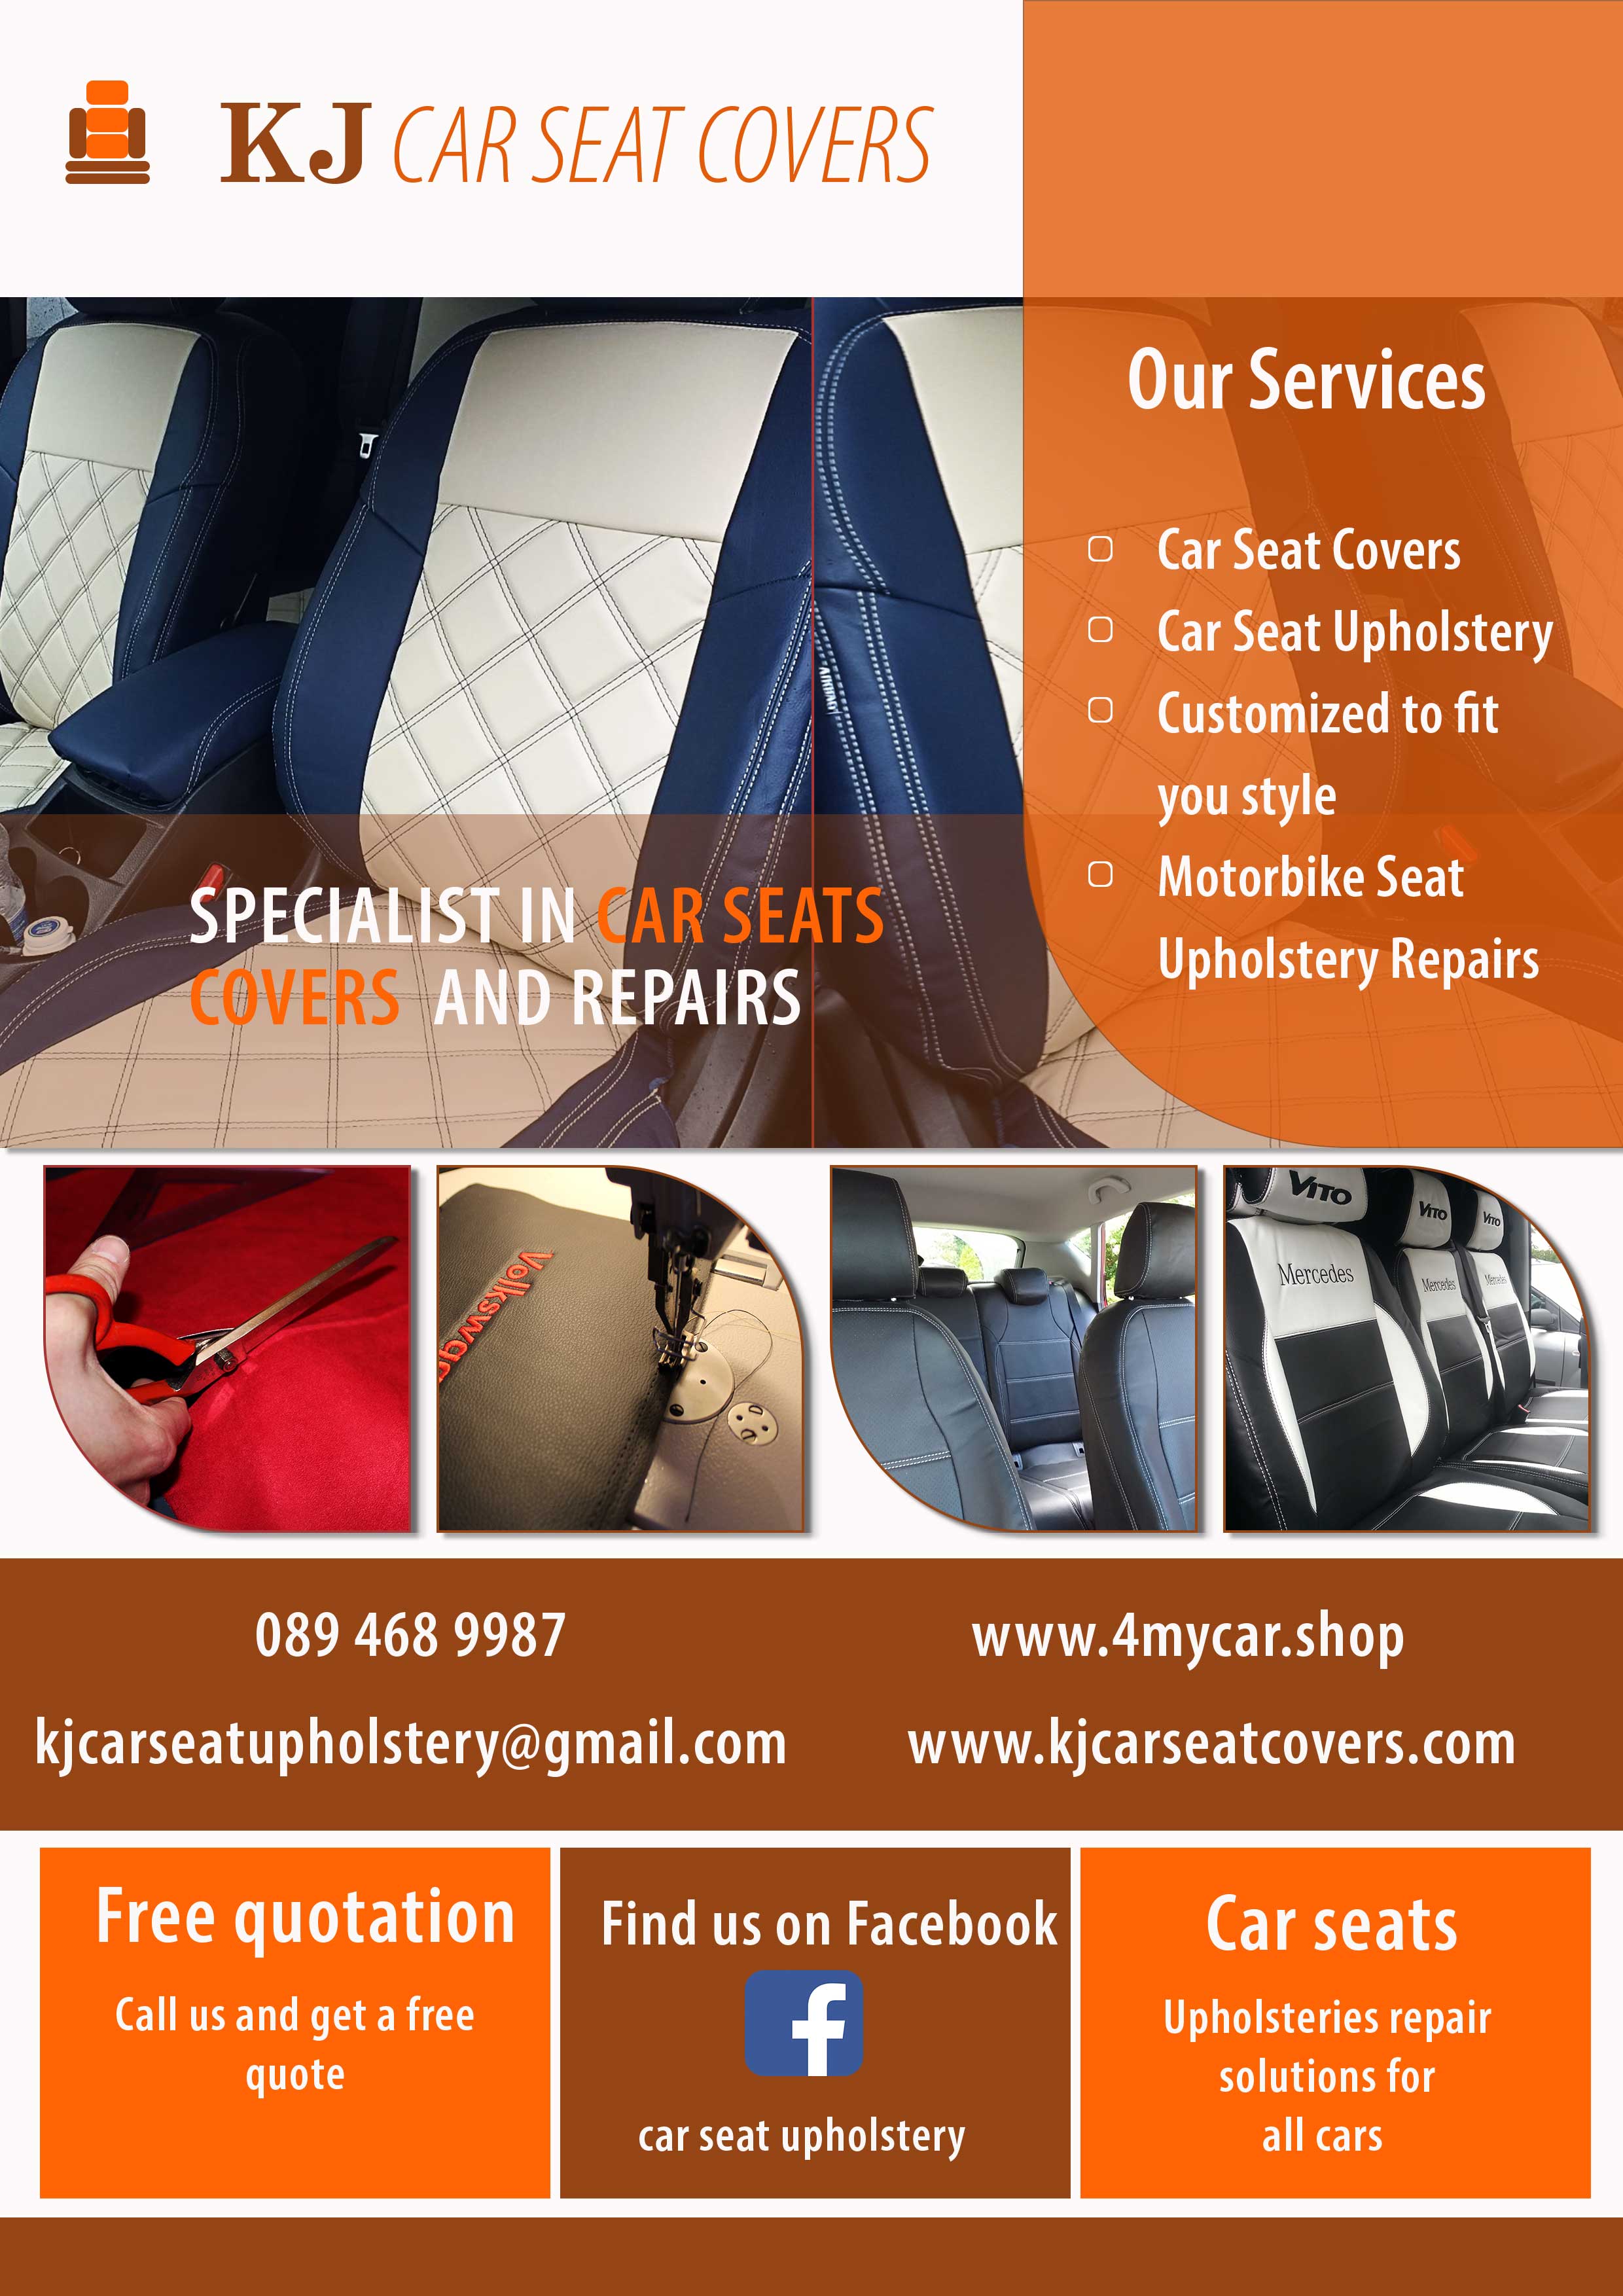 KJ CAR SEAT COVERS
Our Services
Car Seat Covers
Car Seat Upholstery
Customized to fit
you style
Motorbike Seat
Upholstery Repairs
AIRBAG
SPECIALIST IN CAR SEATS
COVERS AND REPAIRS
Volkswagen
VITO
VITO
VITO
Mercedes
Mercedes
Mercedes
089 468 9987
www.4mycar.shop
kjcarseatupholstery@gmail.com
www.kjcarseatcovers.com
Free quotation
Call us and get a free
quote
Find us on Facebook
f
car seat upholstery
Car seats
Upholsteries repair
solutions for
all cars